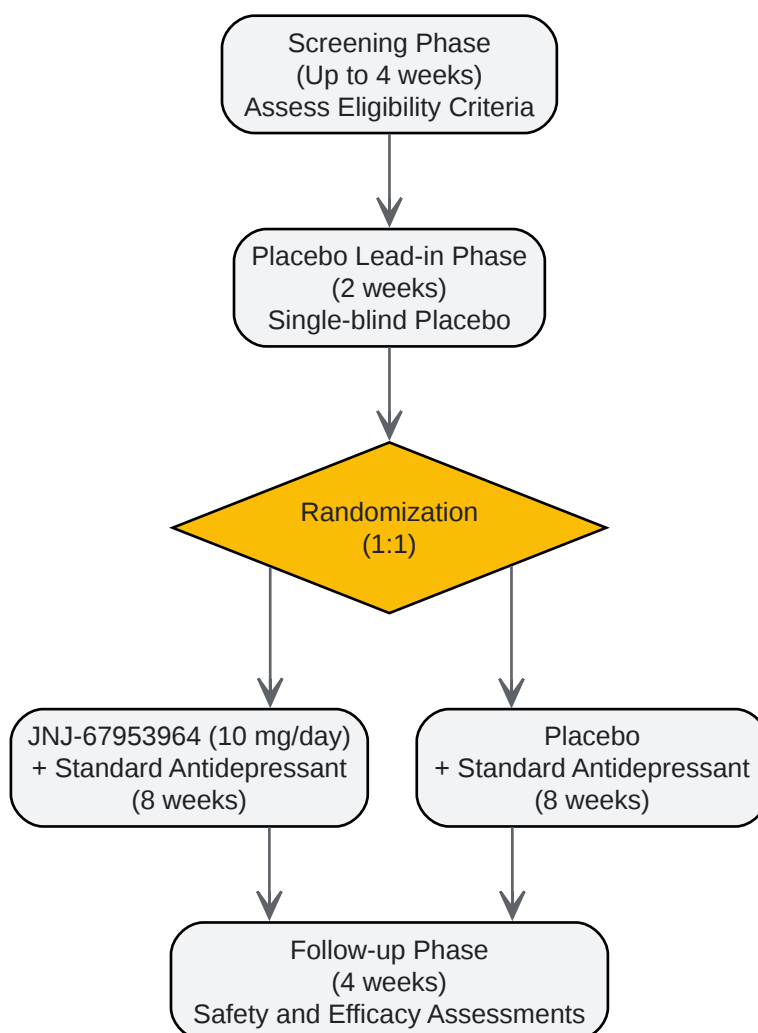 Screening Phase
(Up to 4 weeks)
Assess Eligibility Criteria
Placebo Lead-in Phase
(2 weeks)
Single-blind Placebo
Randomization
(1:1)
JNJ-67953964 (10 mg/day)
+ Standard Antidepressant
(8 weeks)
Placebo
+ Standard Antidepressant
(8 weeks)
Follow-up Phase
(4 weeks)
Safety and Efficacy Assessments